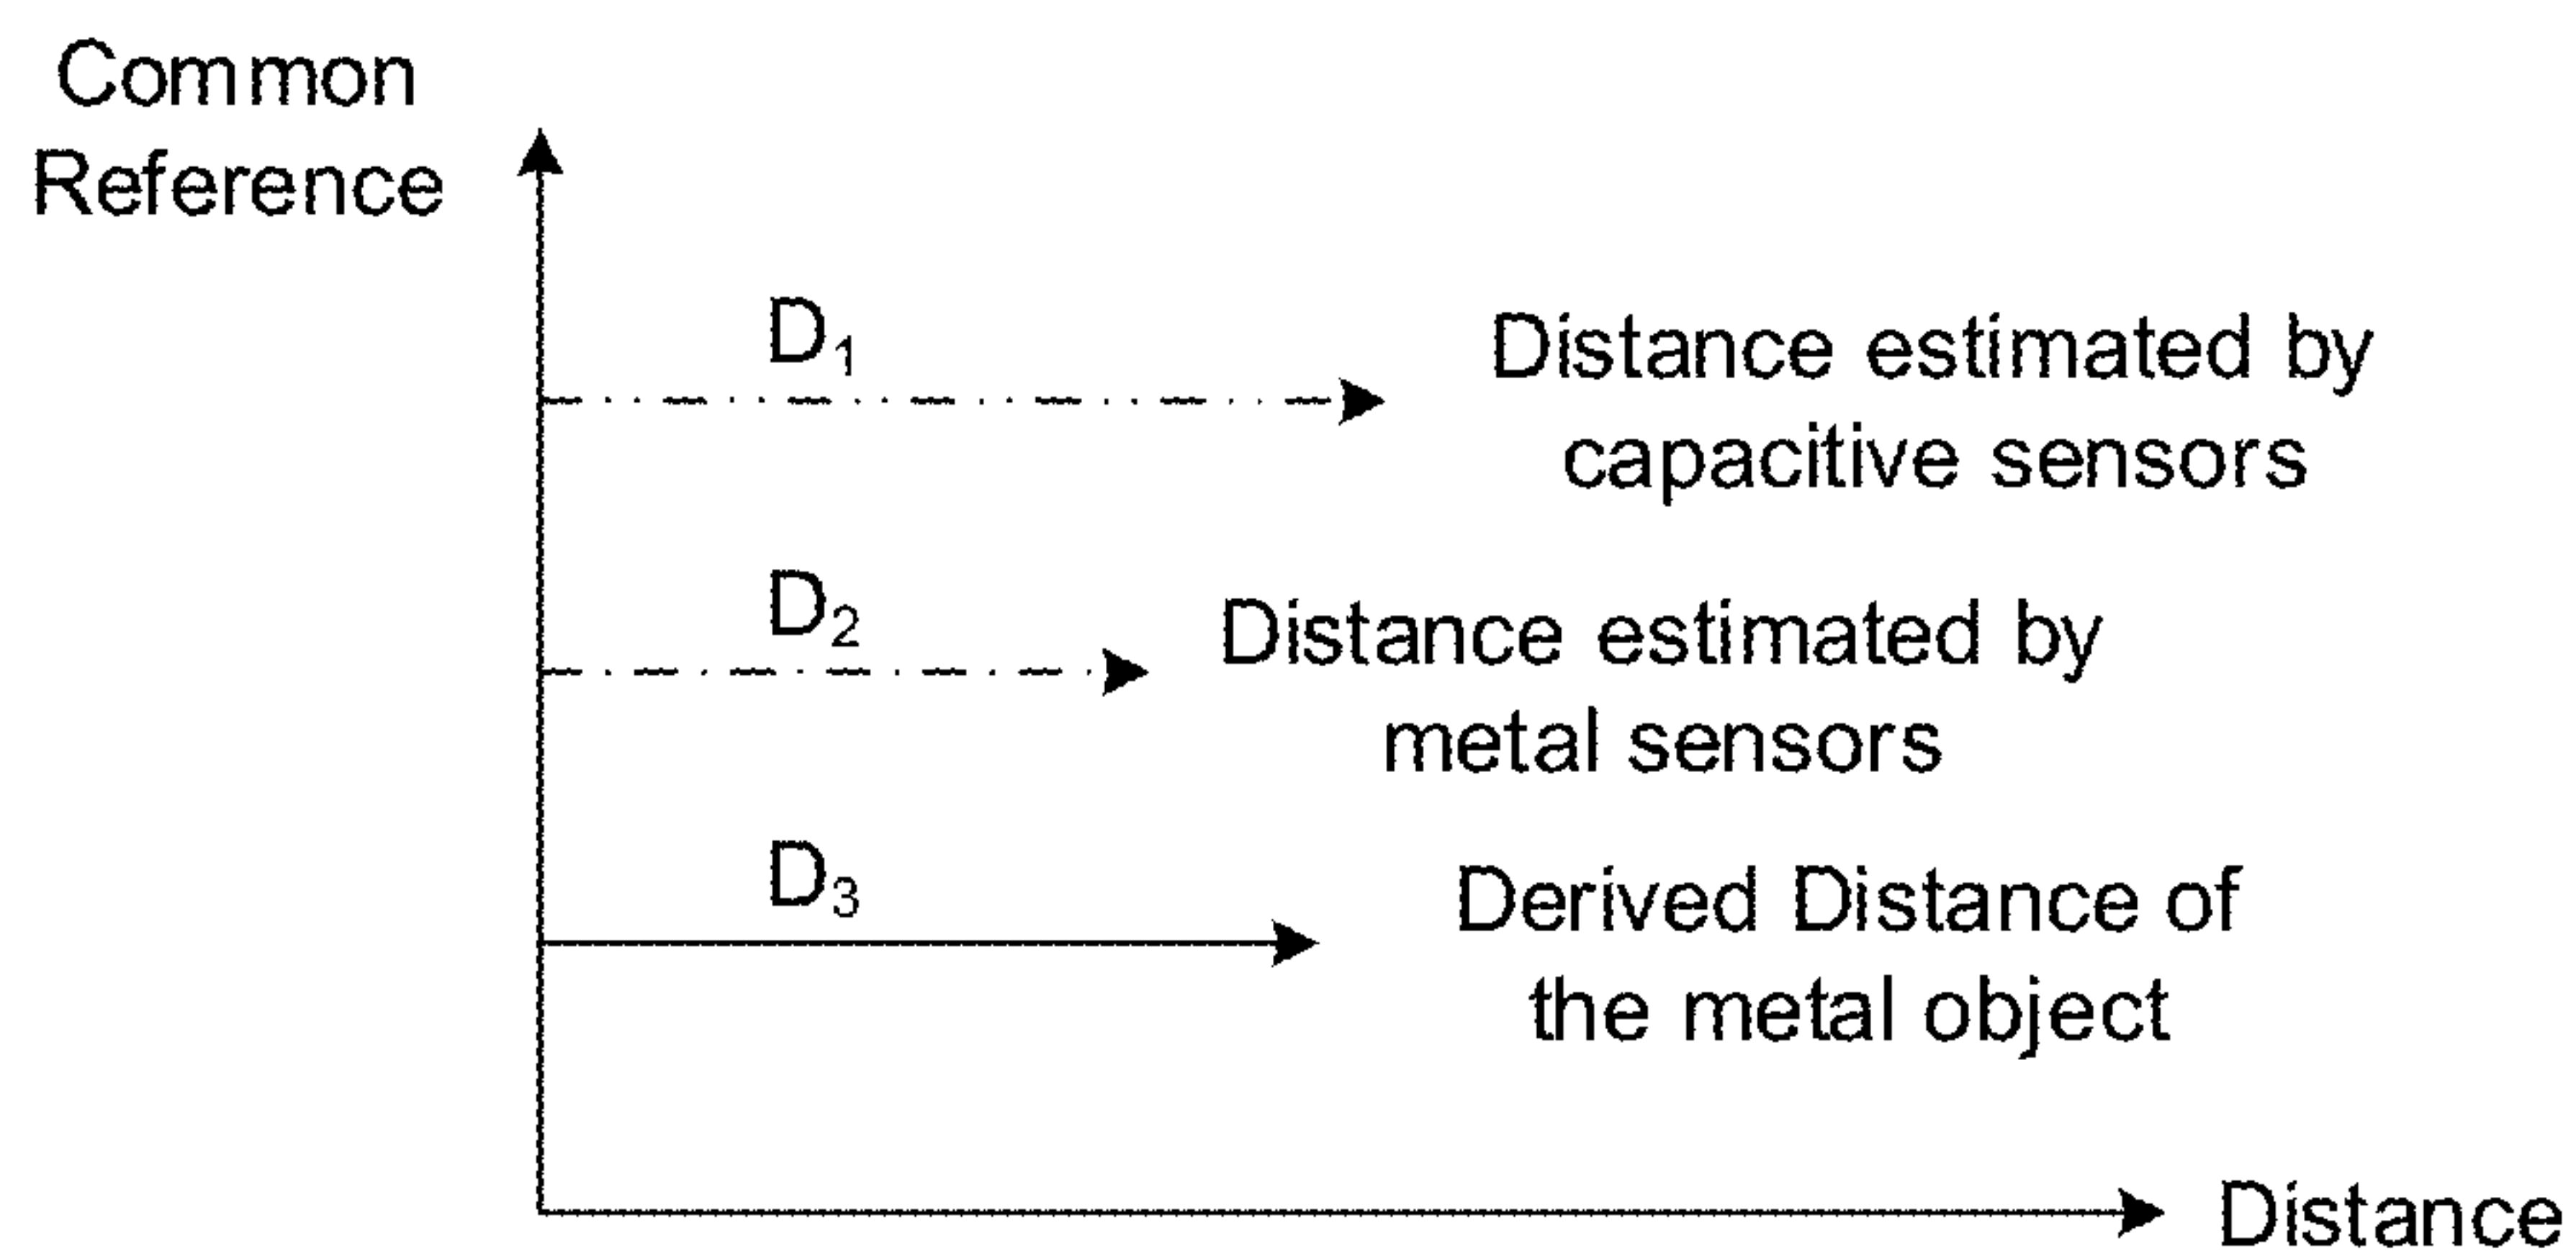 Common
Reference
D₁
Distance estimated by
capacitive sensors
D₂
Distance estimated by
metal sensors
D₃
Derived Distance of
the metal object
Distance